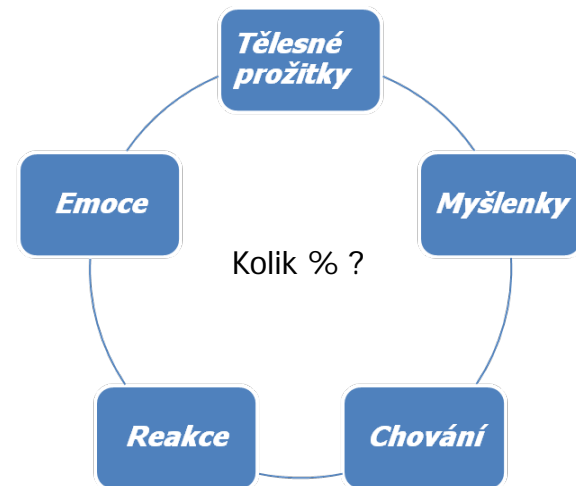 Tělesné
prožitky
Emoce
Myšlenky
Kolik % ?
Reakce
Chování